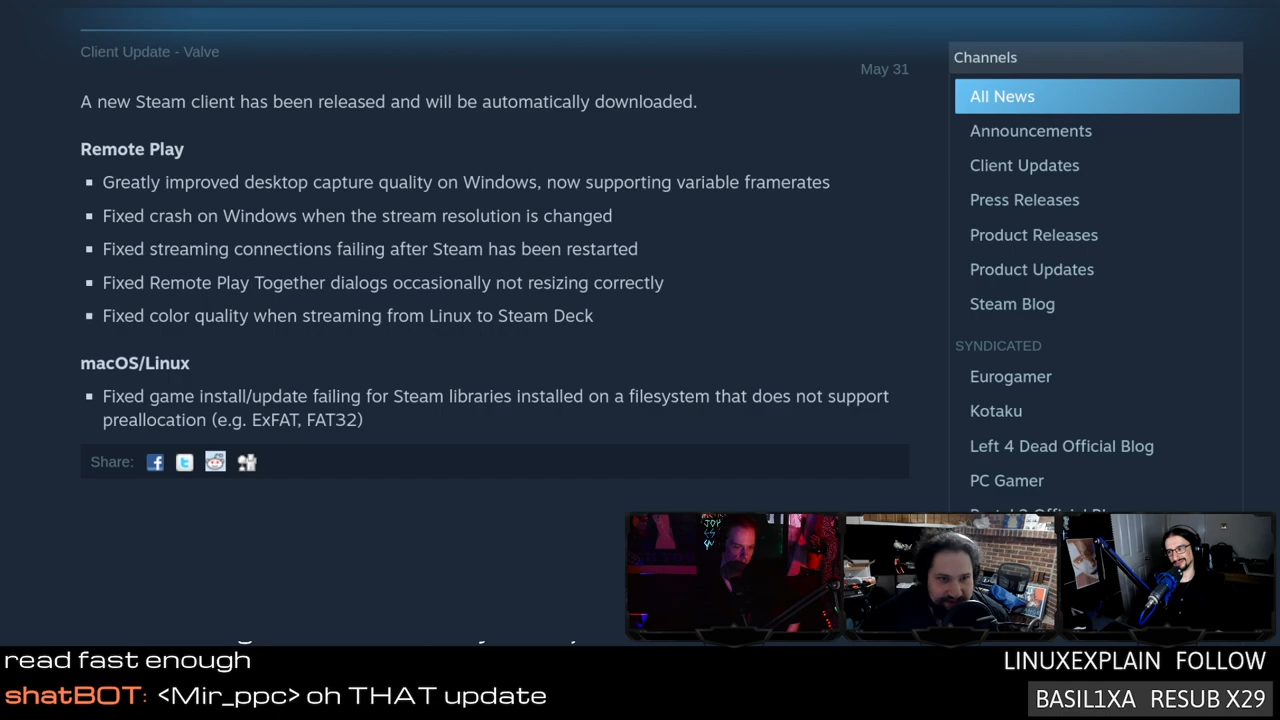 Client Update - Valve
May 31
A new Steam client has been released and will be automatically downloaded.
Remote Play
Greatly improved desktop capture quality on Windows, now supporting variable framerates
Fixed crash on Windows when the stream resolution is changed
Fixed streaming connections failing after Steam has been restarted
Fixed Remote Play Together dialogs occasionally not resizing correctly
Fixed color quality when streaming from Linux to Steam Deck
macOS/Linux
Fixed game install/update failing for Steam libraries installed on a filesystem that does not support
preallocation (e.g. ExFAT, FAT32)
Share:
Channels
All News
Announcements
Client Updates
Press Releases
Product Releases
Product Updates
Steam Blog
SYNDICATED
Eurogamer
Kotaku
Left 4 Dead Official Blog
PC Gamer
read fast enough
shatBOT: <Mir_ppc> oh THAT update
LINUXEXPLAIN FOLLOW
BASIL1XA RESUB X29